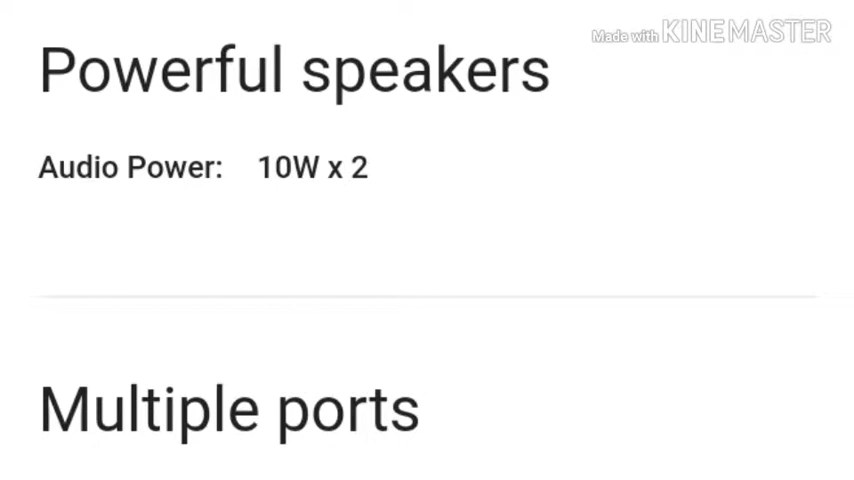 Made with KINEMASTER
Powerful speakers
Audio Power: 10W x 2
Multiple ports